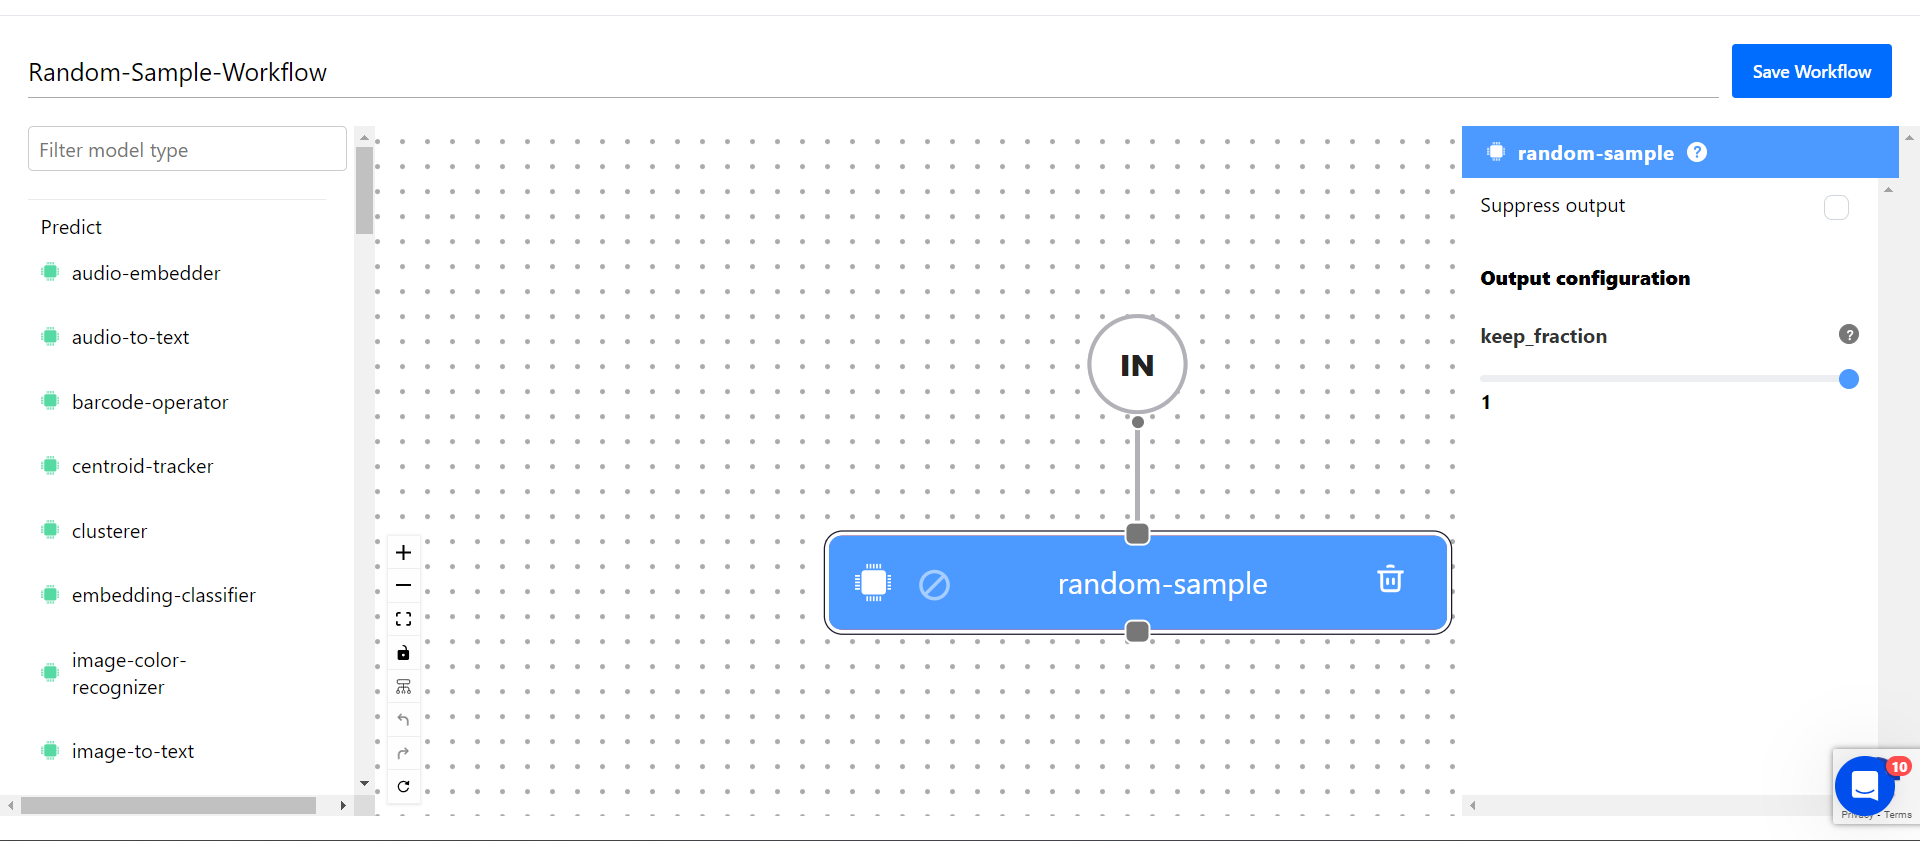 Random-Sample-Workflow
Save Workflow
Filter model type
Predict
audio-embedder
audio-to-text
barcode-operator
centroid-tracker
clusterer
embedding-classifier
image-color-
recognizer
image-to-text
IN
random-sample
random-sample ?
Suppress output
Output configuration
keep_fraction ?
1
10
Privacy - Terms